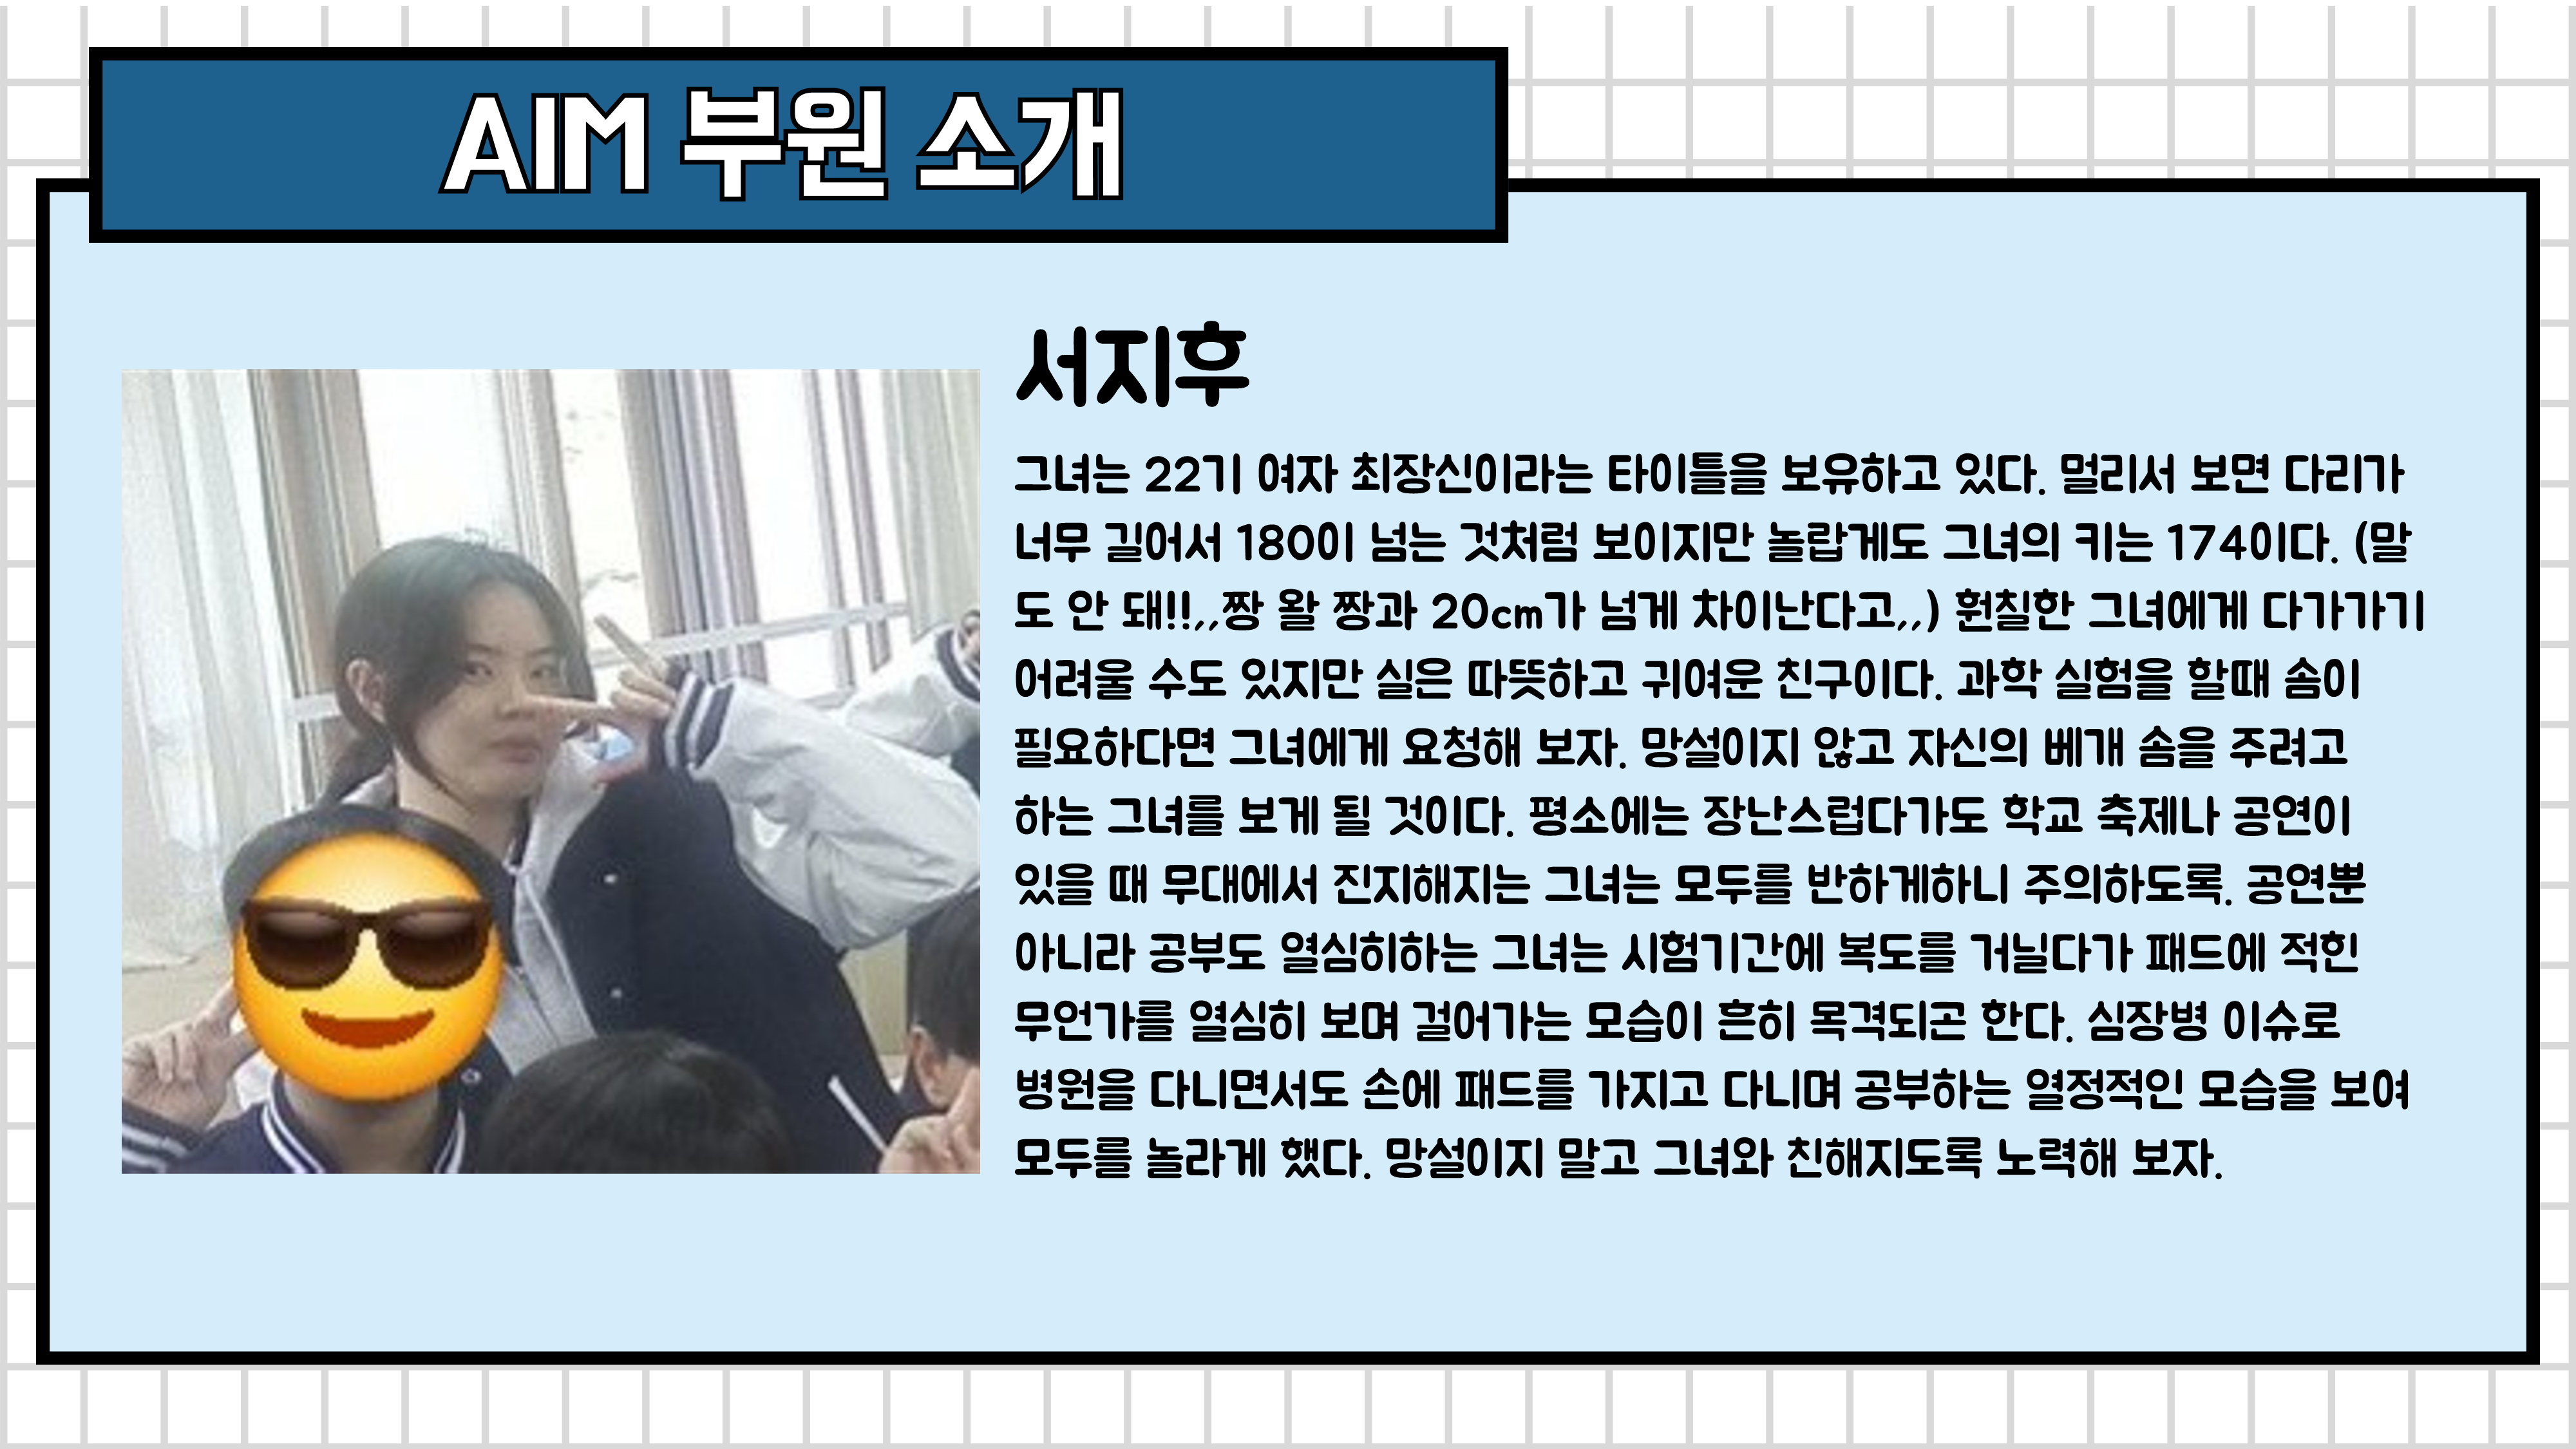 AIM 부원 소개
서지후
그녀는 22기 여자 최장신이라는 타이틀을 보유하고 있다. 멀리서 보면 다리가
너무 길어서 180이 넘는 것처럼 보이지만 놀랍게도 그녀의 키는 174이다. (말
도 안 돼!!,,짱 왈 짱과 20cm가 넘게 차이난다고,,) 훤칠한 그녀에게 다가가기
어려울 수도 있지만 실은 따뜻하고 귀여운 친구이다. 과학 실험을 할때 솜이
필요하다면 그녀에게 요청해 보자. 망설이지 않고 자신의 베개 솜을 주려고
하는 그녀를 보게 될 것이다. 평소에는 장난스럽다가도 학교 축제나 공연이
있을 때 무대에서 진지해지는 그녀는 모두를 반하게하니 주의하도록. 공연뿐
아니라 공부도 열심히하는 그녀는 시험기간에 복도를 거닐다가 패드에 적힌
무언가를 열심히 보며 걸어가는 모습이 흔히 목격되곤 한다. 심장병 이슈로
병원을 다니면서도 손에 패드를 가지고 다니며 공부하는 열정적인 모습을 보여
모두를 놀라게 했다. 망설이지 말고 그녀와 친해지도록 노력해 보자.